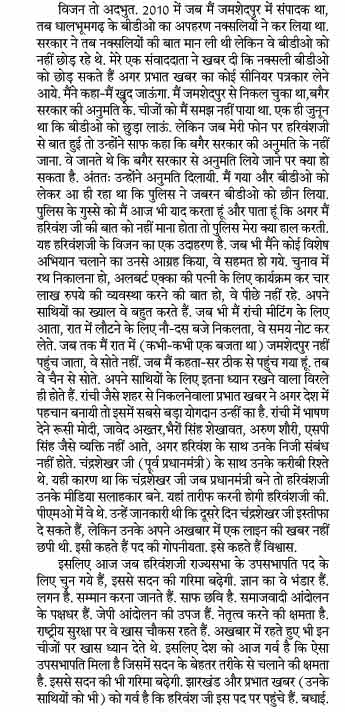 विजन तो अदभुत. 2010 में जब मैं जमशेदपुर में संपादक था,
तब धालभूमगढ़ के बीडीओ का अपहरण नक्सलियों ने कर लिया था.
सरकार ने तब नक्सलियों की बात मान ली थी लेकिन वे बीडीओ को
नहीं छोड़ रहे थे. मेरे एक संवाददाता ने खबर दी कि नक्सली बीडीओ
को छोड़ सकते हैं अगर प्रभात खबर का कोई सीनियर पत्रकार लेने
आये. मैंने कहा-मैं खुद जाऊंगा. मैं जमशेदपुर से निकल चुका था,बगैर
सरकार की अनुमति के. चीजों को मैं समझ नहीं पाया था. एक ही जुनून
था कि बीडीओ को छुड़ा लाऊं. लेकिन जब मेरी फोन पर हरिवंशजी
से बात हुई तो उन्होंने साफ कहा कि बगैर सरकार की अनुमति के नहीं
जाना. वे जानते थे कि बगैर सरकार से अनुमति लिये जाने पर क्या हो
सकता है. अंततः उन्होंने अनुमति दिलायी. मैं गया और बीडीओ को
लेकर आ ही रहा था कि पुलिस ने जबरन बीडीओ को छीन लिया.
पुलिस के गुस्से को मैं आज भी याद करता हूं और पाता हूं कि अगर मैं
हरिवंश जी की बात को नहीं माना होता तो पुलिस मेरा क्या हाल करती.
यह हरिवंशजी के विजन का एक उदाहरण है. जब भी मैंने कोई विशेष
अभियान चलाने का उनसे आग्रह किया, वे सहमत हो गये. चुनाव में
रथ निकालना हो, अलबर्ट एक्का की पत्नी के लिए कार्यक्रम कर चार
लाख रुपये की व्यवस्था करने की बात हो, वे पीछे नहीं रहे. अपने
साथियों का ख्याल वे बहुत करते हैं. जब भी मैं रांची मीटिंग के लिए
आता, रात में लौटने के लिए नौ-दस बजे निकलता, वे समय नोट कर
लेते. जब तक मैं रात में (कभी-कभी एक बजता था) जमशेदपुर नहीं
पहुंच जाता, वे सोते नहीं. जब मैं कहता-सर ठीक से पहुंच गया हूं. तब
वे चैन से सोते. अपने साथियों के लिए इतना ध्यान रखने वाला विरले
ही होते हैं. रांची जैसे शहर से निकलनेवाला प्रभात खबर ने अगर देश में
पहचान बनायी तो इसमें सबसे बड़ा योगदान उन्हीं का है. रांची में भाषण
देने रूसी मोदी, जावेद अख्तर,भैरों सिंह शेखावत, अरुण शौरी, एसपी
सिंह जैसे व्यक्ति नहीं आते, अगर हरिवंश के साथ उनके निजी संबंध
नहीं होते. चंद्रशेखर जी (पूर्व प्रधानमंत्री) के साथ उनके करीबी रिश्ते
थे. यही कारण था कि चंद्रशेखर जी जब प्रधानमंत्री बने तो हरिवंशजी
उनके मीडिया सलाहकार बने. यहां तारीफ करनी होगी हरिवंशजी की.
पीएमओ में वे थे. उन्हें जानकारी थी कि दूसरे दिन चंद्रशेखर जी इस्तीफा
दे सकते हैं, लेकिन उनके अपने अखबार में एक लाइन की खबर नहीं
छपी थी. इसी कहते हैं पद की गोपनीयता. इसे कहते हैं विश्वास.
इसलिए आज जब हरिवंशजी राज्यसभा के उपसभापति पद के
लिए चुन गये हैं, इससे सदन की गरिमा बढ़ेगी. ज्ञान का वे भंडार हैं.
लगन है. सम्मान करना जानते हैं. साफ छवि है. समाजवादी आंदोलन
के पक्षधर हैं. जेपी आंदोलन की उपज हैं. नेतृत्व करने की क्षमता है.
राष्ट्रीय सुरक्षा पर वे खास चौकस रहते हैं. अखबार में रहते हुए भी इन
चीजों पर खास ध्यान देते थे. इसलिए देश को आज गर्व है कि ऐसा
उपसभापति मिला है जिसमें सदन के बेहतर तरीके से चलाने की क्षमता
है. इससे सदन की भी गरिमा बढ़ेगी. झारखंड और प्रभात खबर (उनके
साथियों को भी) को गर्व है कि हरिवंश जी इस पद पर पहुंचे हैं. बधाई.